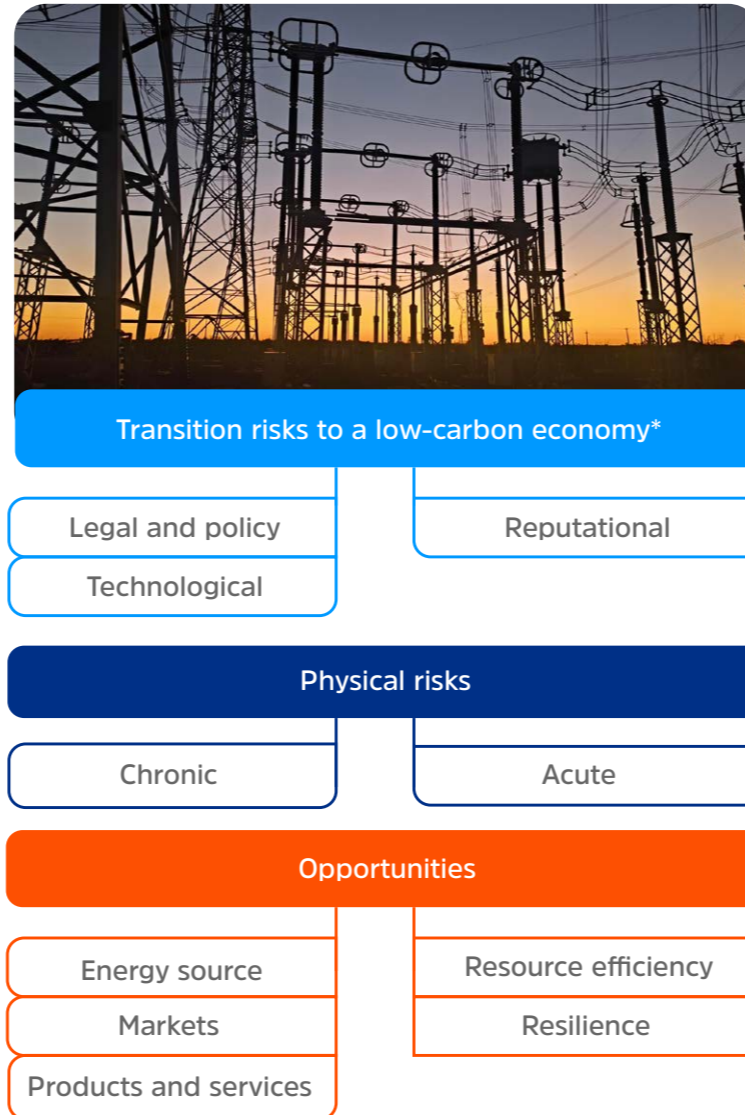 Transition risks to a low-carbon economy*
Legal and policy
Technological
Reputational
Physical risks
Chronic
Acute
Opportunities
Energy source
Markets
Products and services
Resource efficiency
Resilience